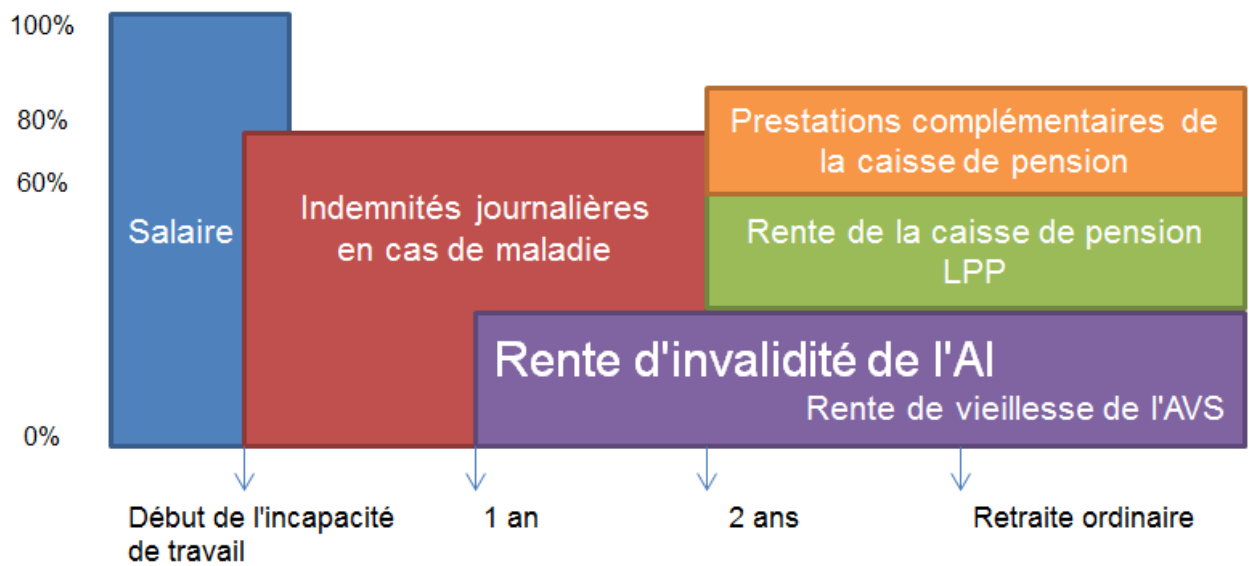 100%
80%
60%
0%
Salaire
Indemnités journalières
en cas de maladie
Prestations complémentaires de
la caisse de pension
Rente de la caisse de pension
LPP
Rente d'invalidité de l'AI
Rente de vieillesse de l'AVS
Début de l'incapacité
de travail
1 an
2 ans
Retraite ordinaire